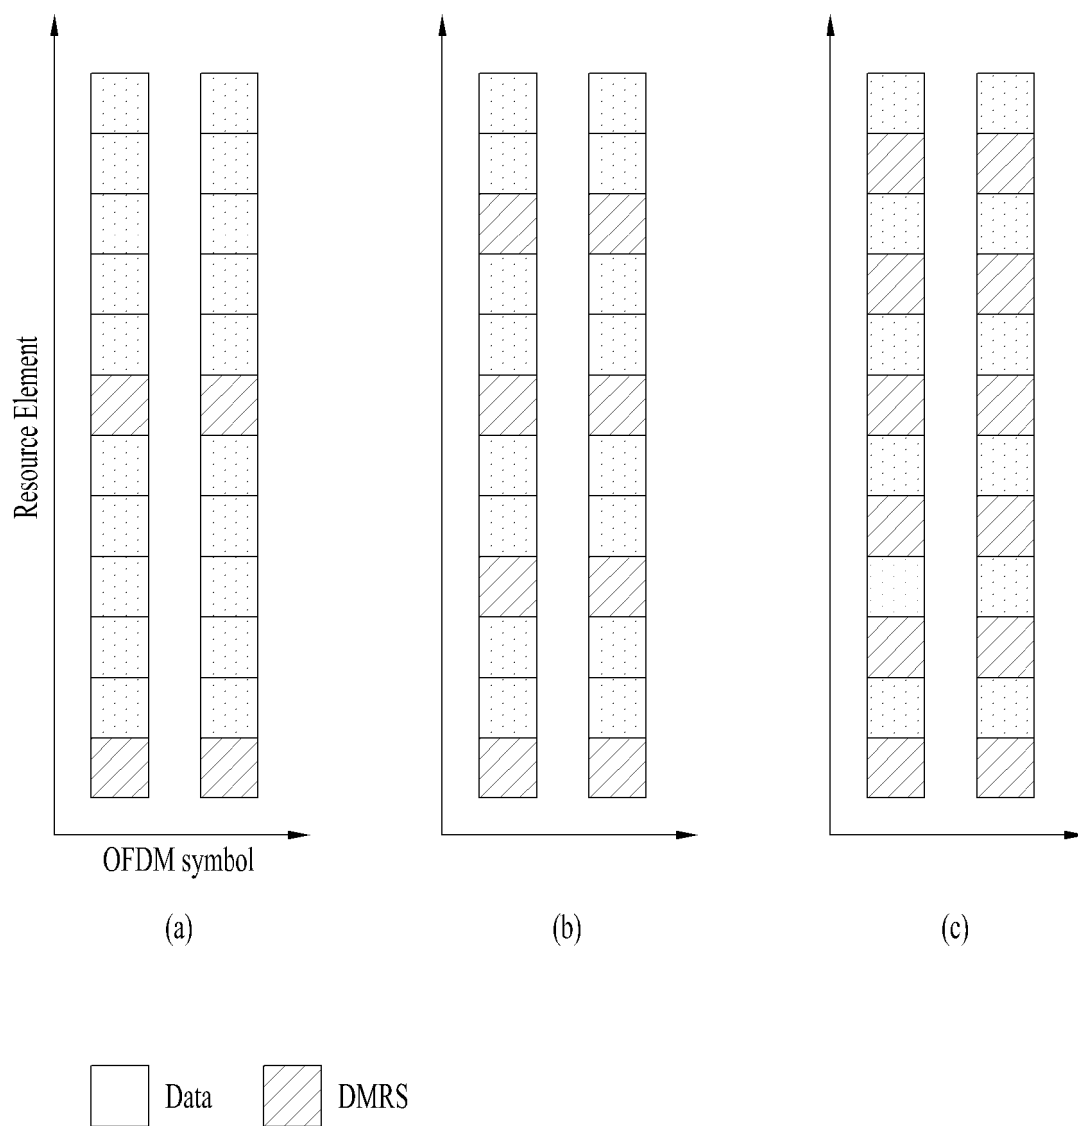 Resource Element
OFDM symbol
(a)
(b)
(c)
Data
DMRS